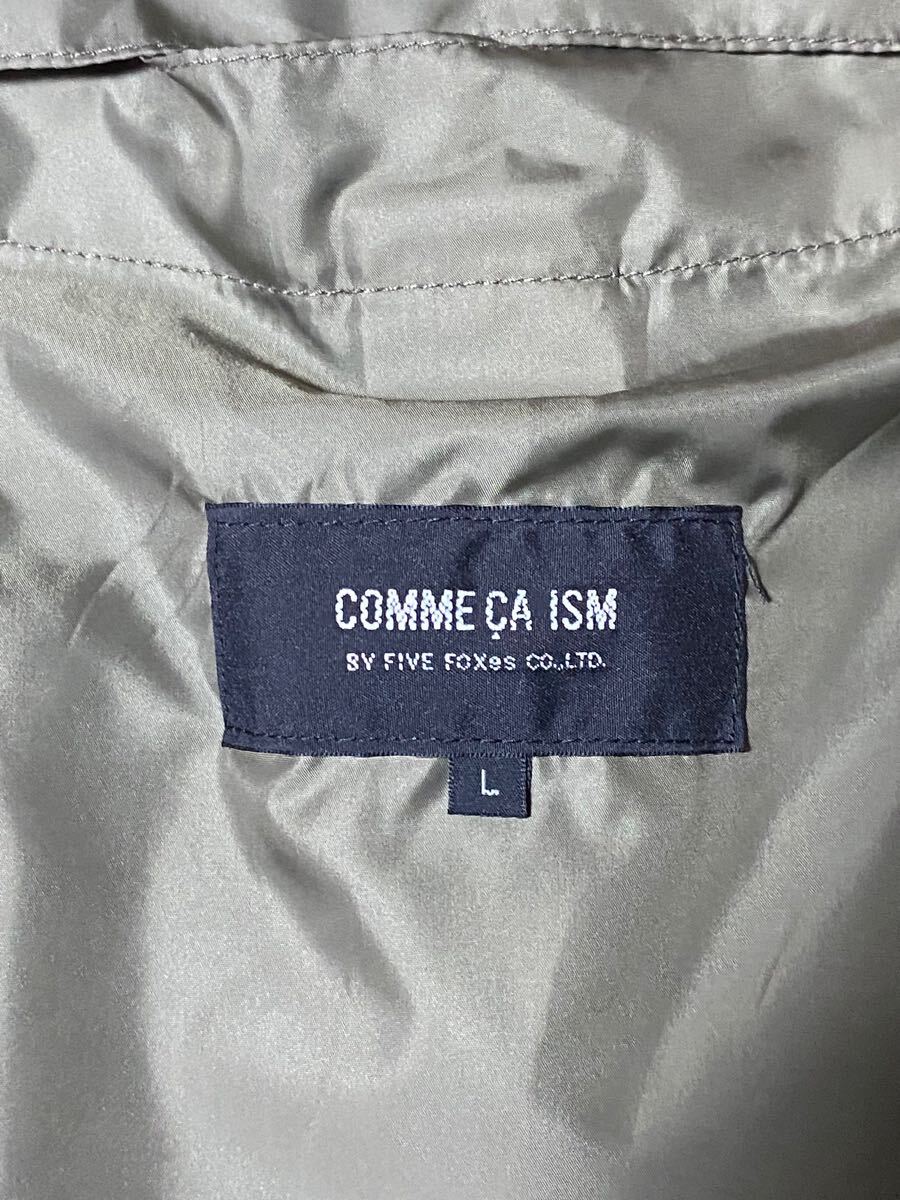 COMME ÇA ISM
BY FIVE FOXes CO.,LTD.
L